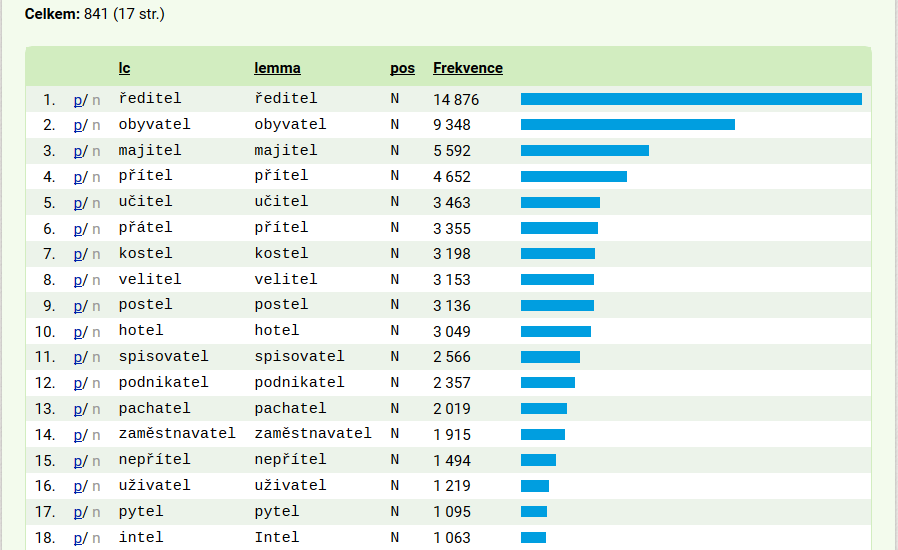 Celkem: 841 (17 str.)
lc lemma pos Frekvence
1. p/ n ředitel ředitel N 14 876
2. p/ n obyvatel obyvatel N 9 348
3. p/ n majitel majitel N 5 592
4. p/ n přítel přítel N 4 652
5. p/ n učitel učitel N 3 463
6. p/ n přátel přítel N 3 355
7. p/ n kostel kostel N 3 198
8. p/ n velitel velitel N 3 153
9. p/ n postel postel N 3 136
10. p/ n hotel hotel N 3 049
11. p/ n spisovatel spisovatel N 2 566
12. p/ n podnikatel podnikatel N 2 357
13. p/ n pachatel pachatel N 2 019
14. p/ n zaměstnavatel zaměstnavatel N 1 915
15. p/ n nepřítel nepřítel N 1 494
16. p/ n uživatel uživatel N 1 219
17. p/ n pytel pytel N 1 095
18. p/ n intel Intel N 1 063